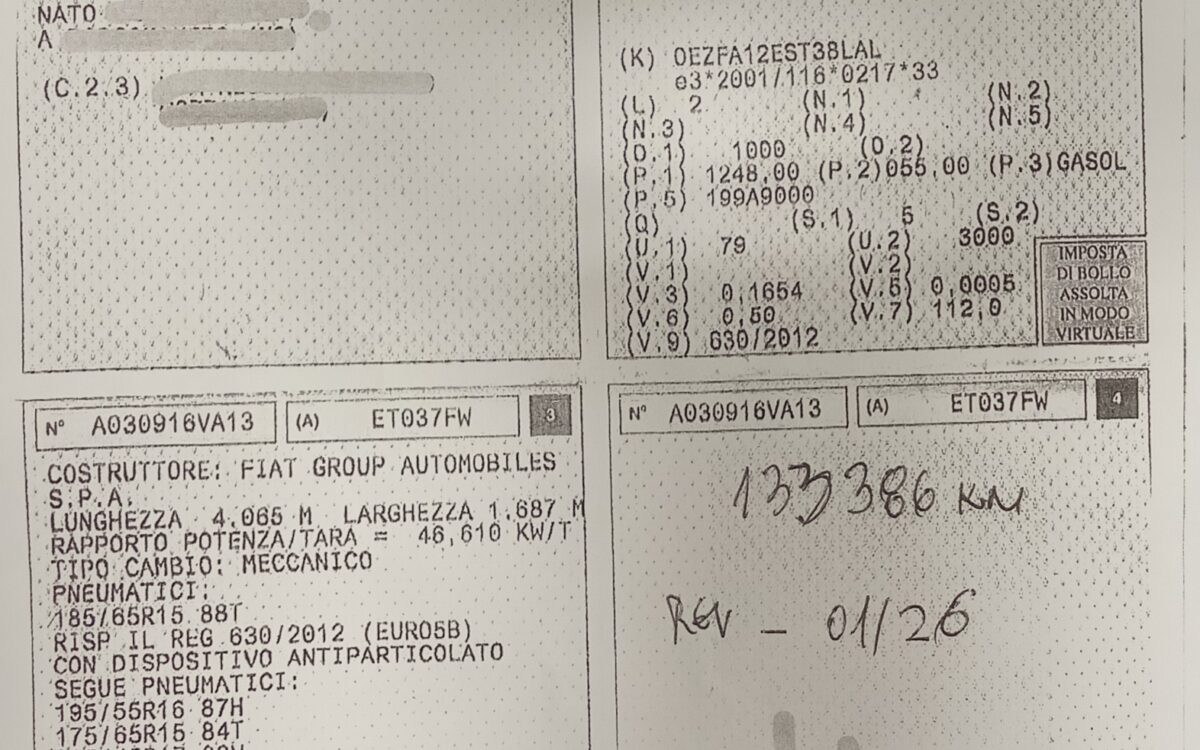 NATO
A
(C.2.3)
(K) OEZFA12EST38LAL
e3*2001/116*0217*33
(L) 2 (N.1) (N.2)
(N.3) (N.4) (N.5)
(O.1) 1000 (O.2)
(P.1) 1248,00 (P.2)055,00 (P.3)GASOL
(P.5) 199A9000
(Q) (S.1) 5 (S.2)
(U.1) 79 (U.2) 3000
(V.1) (V.2)
(V.3) 0,1654 (V.5) 0,0005
(V.6) 0,50 (V.7) 112,0
(V.9) 630/2012
IMPOSTA
DI BOLLO
ASSOLTA
IN MODO
VIRTUALE
N° A030916VA13 (A) ET037FW 3
COSTRUTTORE: FIAT GROUP AUTOMOBILES
S.P.A.
LUNGHEZZA 4,065 M LARGHEZZA 1,687 M
RAPPORTO POTENZA/TARA = 46,610 KW/T
TIPO CAMBIO: MECCANICO
PNEUMATICI:
185/65R15 88T
RISP IL REG 630/2012 (EURO5B)
CON DISPOSITIVO ANTIPARTICOLATO
SEGUE PNEUMATICI:
195/55R16 87H
175/65R15 84T
N° A030916VA13 (A) ET037FW 4
133386 KM
REV - 01/26